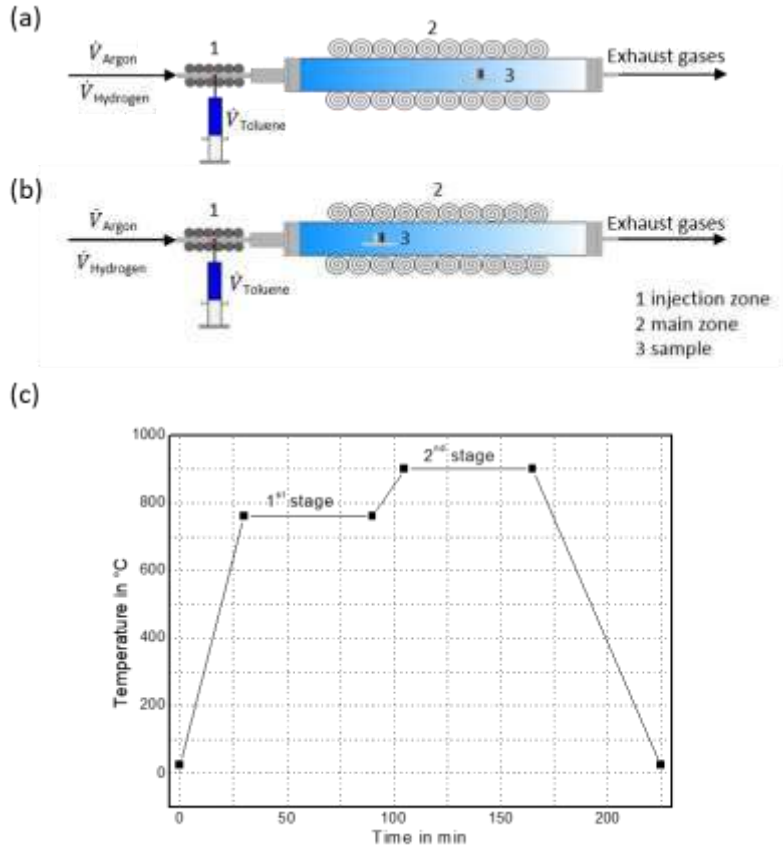 (a)
V̇Argon
V̇Hydrogen
1
V̇Toluene
2
3
Exhaust gases
(b)
V̇Argon
V̇Hydrogen
1
V̇Toluene
2
3
Exhaust gases
1 injection zone
2 main zone
3 sample
(c)
1000
800
600
400
200
0
Temperature in °C
1st stage
2nd stage
0 50 100 150 200
Time in min